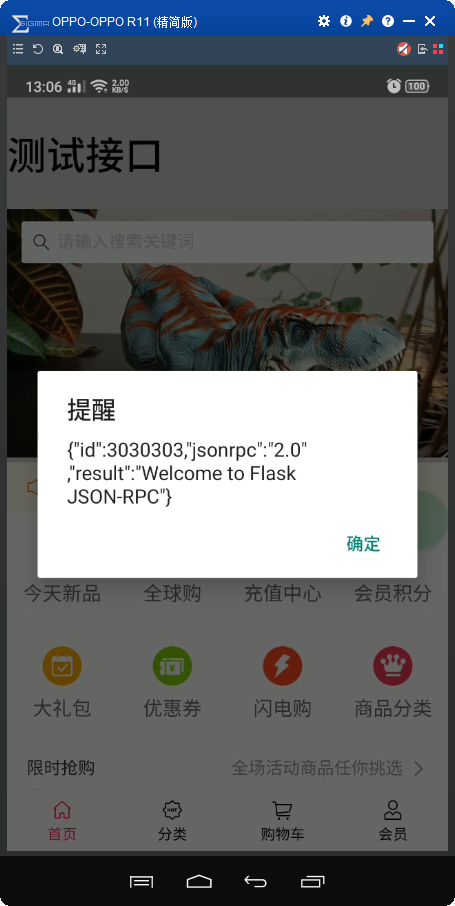 SIGMA OPPO-OPPO R11 (精简版)
13:06 4G 2.00 KB/S 100
测试接口
请输入搜索关键词
提醒
{"id":3030303,"jsonrpc":"2.0"
,"result":"Welcome to Flask
JSON-RPC"}
确定
今天新品 全球购 充值中心 会员积分
大礼包 优惠券 闪电购 商品分类
限时抢购 全场活动商品任你挑选
HOT
首页 分类 购物车 会员